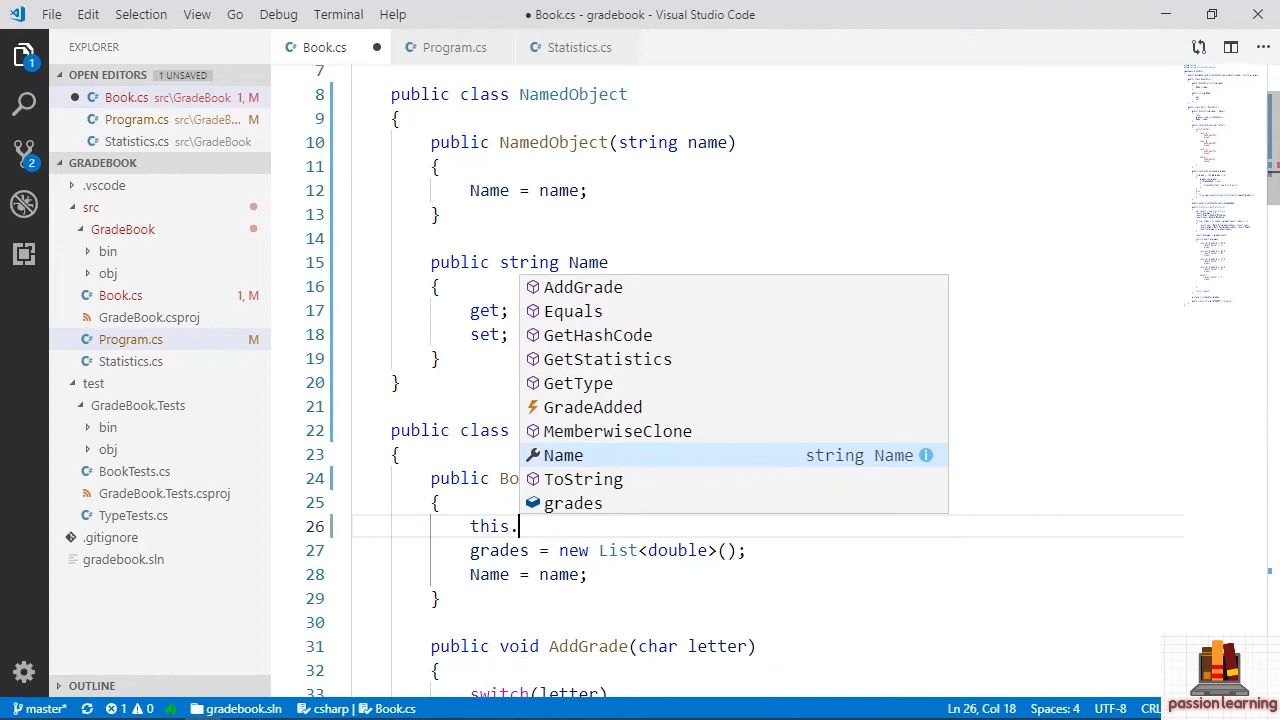 File Edit Selection View Go Debug Terminal Help ● Book.cs - gradebook - Visual Studio Code
EXPLORER
OPEN EDITORS 1 UNSAVED
Book.cs src\GradeBook 1, M
Program.cs src\GradeB... M
Statistics.cs src\GradeBook
GRADEBOOK
.vscode
GradeBook
bin
obj
Book.cs 1, M
GradeBook.csproj
Program.cs M
Statistics.cs
test
GradeBook.Tests
bin
obj
BookTests.cs
GradeBook.Tests.csproj
TypeTests.cs
.gitignore
gradebook.sln
OUTLINE
1
2
Book.cs Program.cs Statistics.cs
7
8 public class NamedObject
9 {
10 public NamedObject(string name)
11 {
12 Name = name;
13
14
15 public string Name
16
17 get
18 set;
19 }
20 }
21
22 public class
23 {
24 public Bo
25 {
26 this.
27 grades = new List<double>();
28 Name = name;
29 }
30
31 public void AddGrade(char letter)
32 {
33 switch(letter)
AddGrade
Equals
GetHashCode
GetStatistics
GetType
GradeAdded
MemberwiseClone
Name string Name
ToString
grades
passion learning
master* 1 0 gradebook.sln csharp | Book.cs Ln 26, Col 18 Spaces: 4 UTF-8 CRL